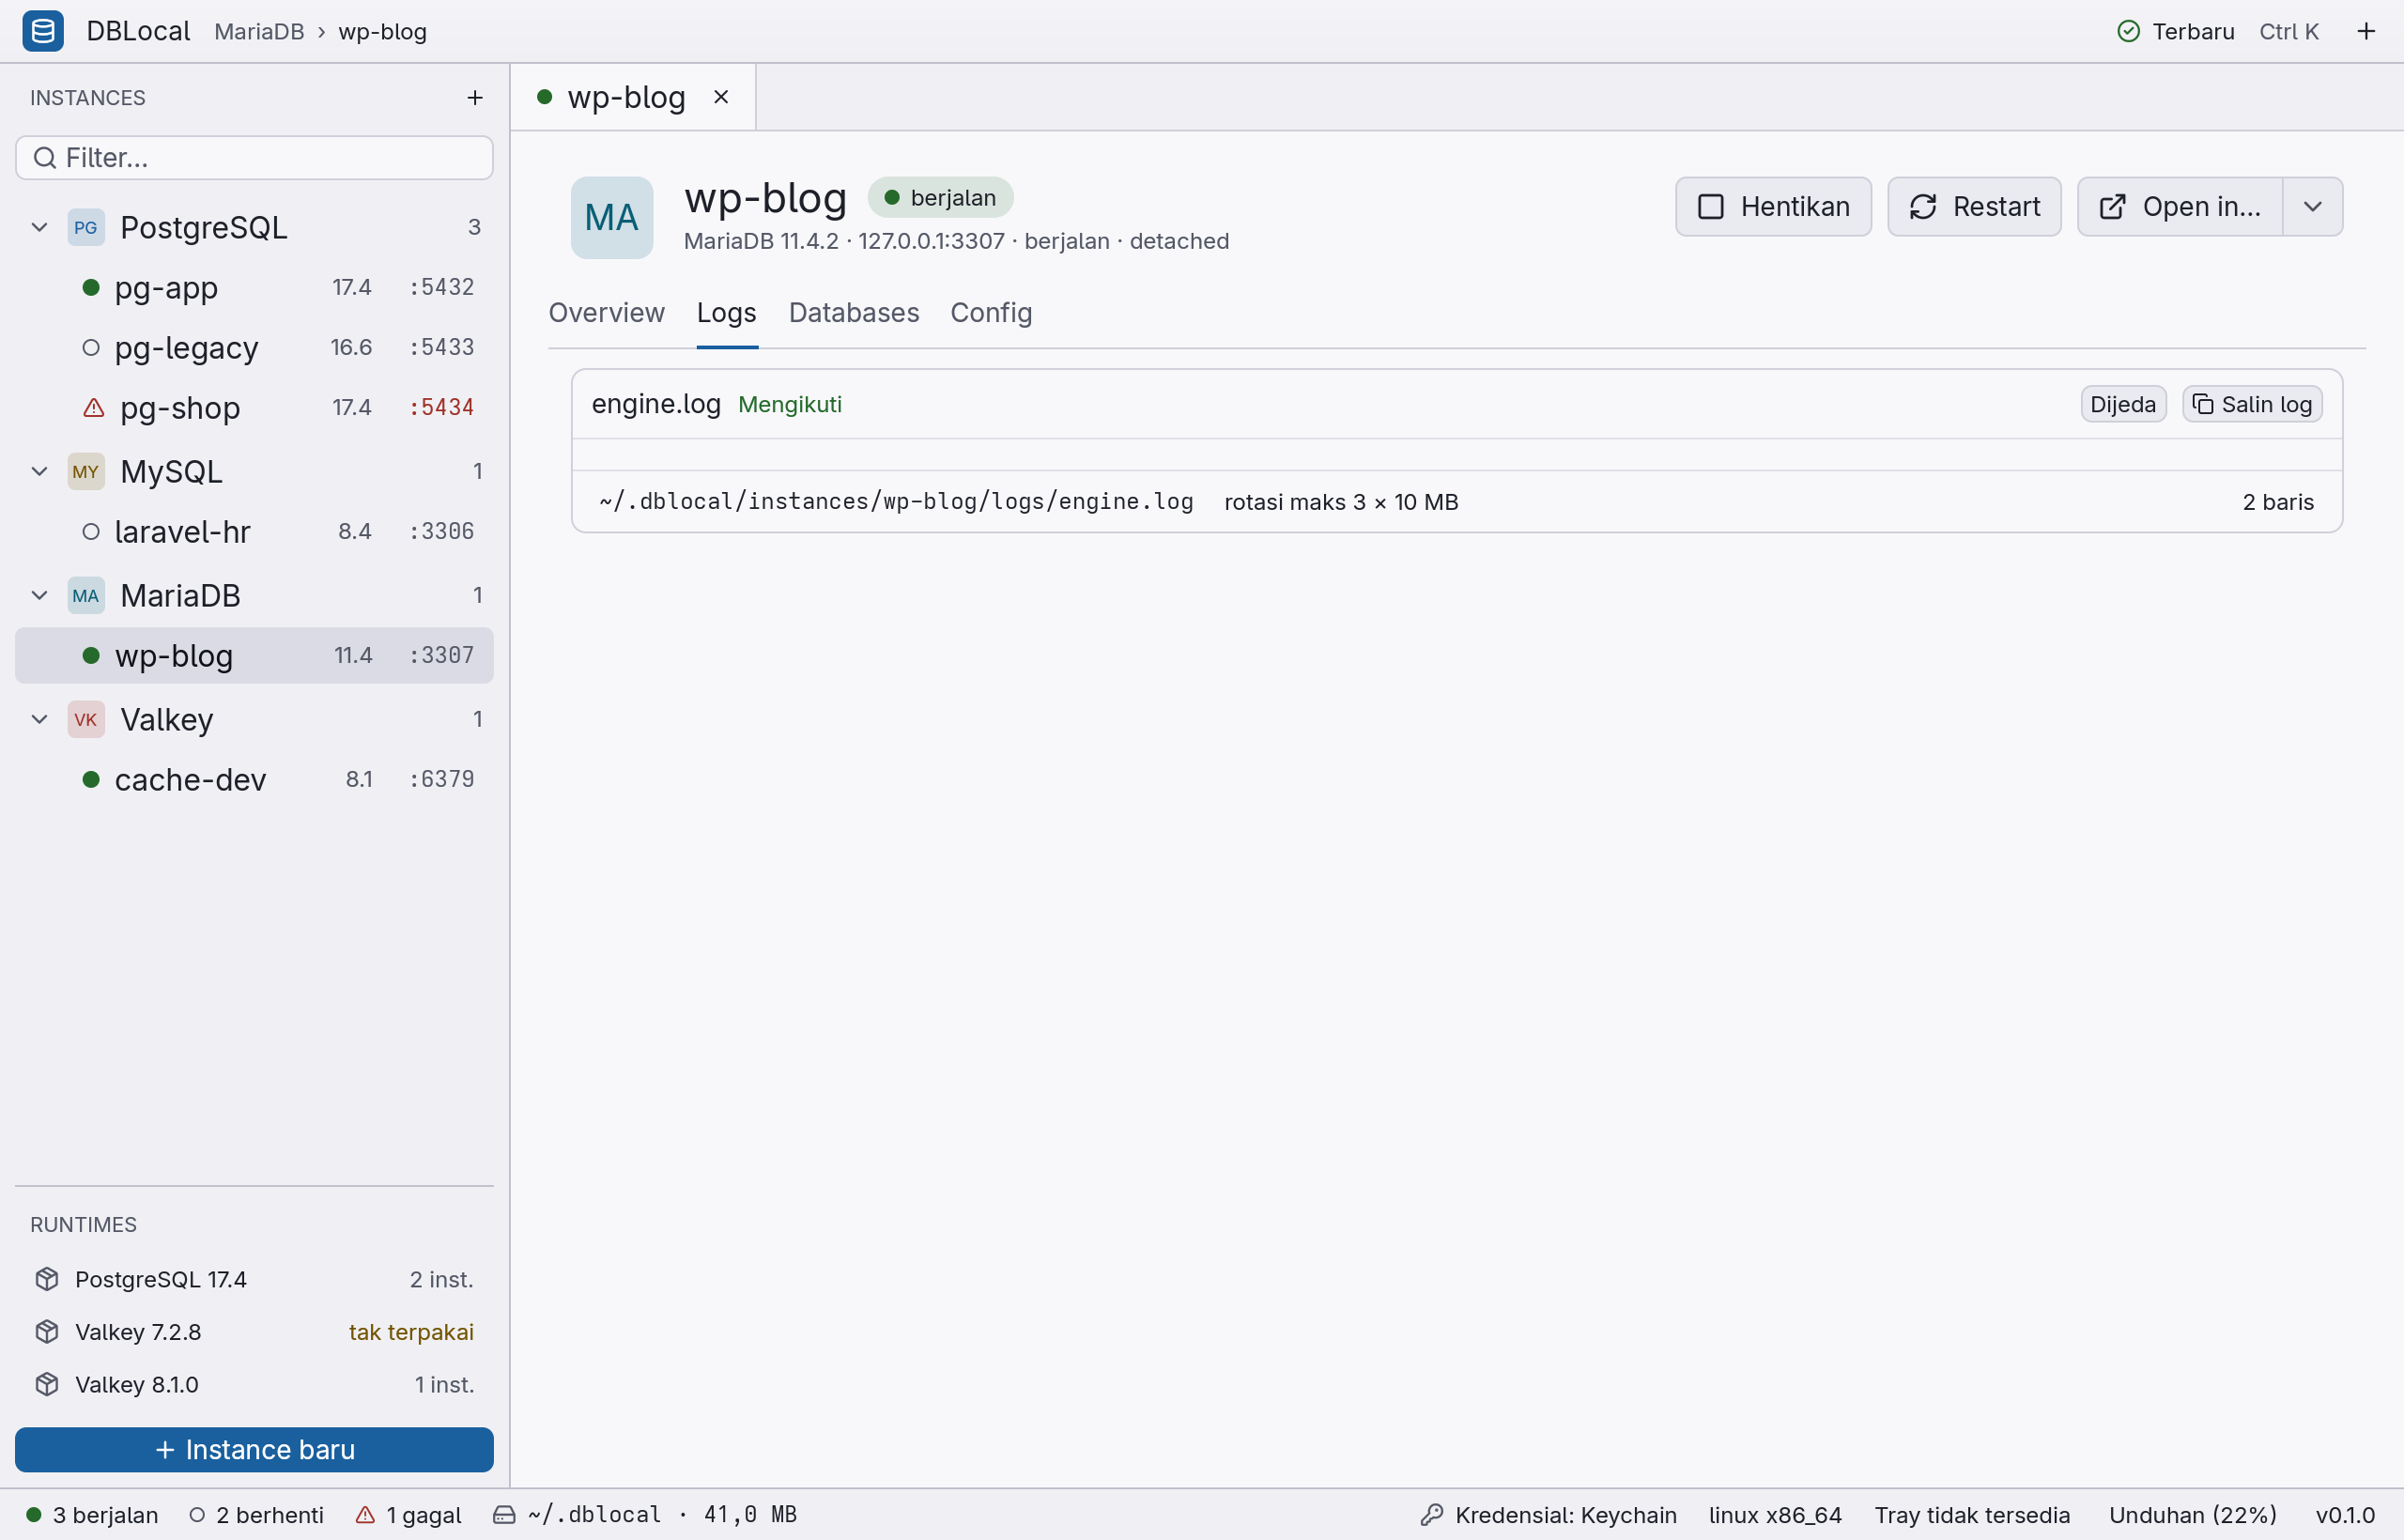 DBLocal MariaDB › wp-blog
Terbaru Ctrl K
INSTANCES
Filter...
PG PostgreSQL 3
pg-app 17.4 :5432
pg-legacy 16.6 :5433
pg-shop 17.4 :5434
MY MySQL 1
laravel-hr 8.4 :3306
MA MariaDB 1
wp-blog 11.4 :3307
VK Valkey 1
cache-dev 8.1 :6379
RUNTIMES
PostgreSQL 17.4 2 inst.
Valkey 7.2.8 tak terpakai
Valkey 8.1.0 1 inst.
+ Instance baru
wp-blog
MA
wp-blog berjalan
MariaDB 11.4.2 · 127.0.0.1:3307 · berjalan · detached
Hentikan Restart Open in...
Overview Logs Databases Config
engine.log Mengikuti Dijeda Salin log
~/.dblocal/instances/wp-blog/logs/engine.log rotasi maks 3 × 10 MB 2 baris
3 berjalan 2 berhenti 1 gagal ~/.dblocal · 41,0 MB
Kredensial: Keychain linux x86_64 Tray tidak tersedia Unduhan (22%) v0.1.0